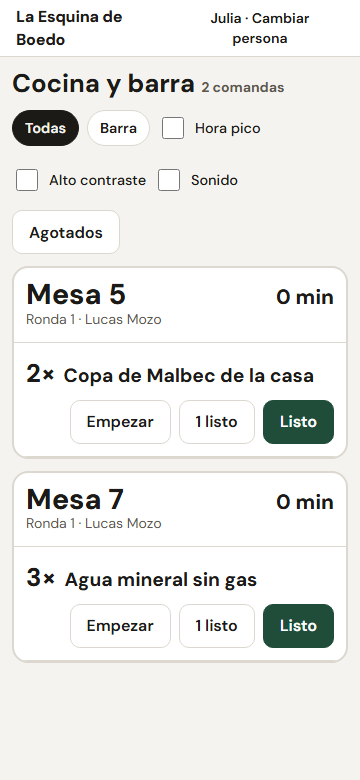 La Esquina de
Boedo
Julia · Cambiar
persona
Cocina y barra 2 comandas
Todas Barra Hora pico
Alto contraste Sonido
Agotados
Mesa 5 0 min
Ronda 1 · Lucas Mozo
2× Copa de Malbec de la casa
Empezar 1 listo Listo
Mesa 7 0 min
Ronda 1 · Lucas Mozo
3× Agua mineral sin gas
Empezar 1 listo Listo